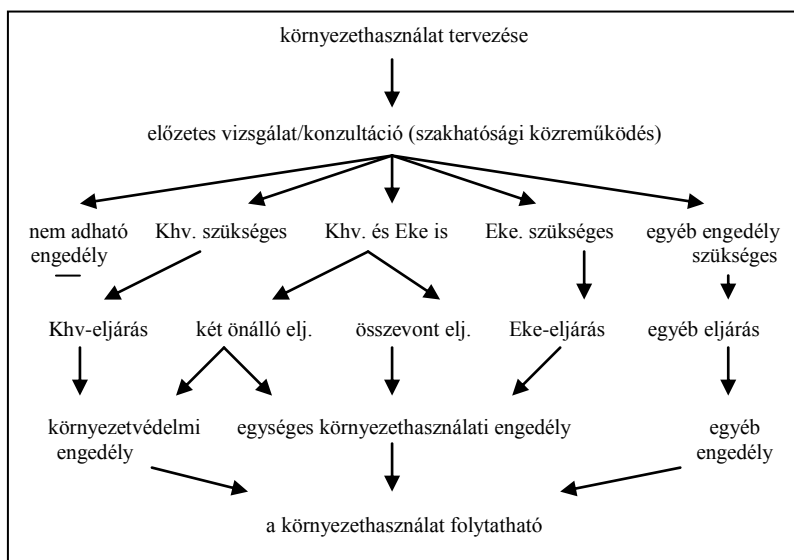 környezethasználat tervezése
előzetes vizsgálat/konzultáció (szakhatósági közreműködés)
nem adható Khv. szükséges Khv. és Eke is Eke. szükséges egyéb engedély
engedély szükséges
Khv-eljárás két önálló elj. összevont elj. Eke-eljárás egyéb eljárás
környezetvédelmi egységes környezethasználati engedély egyéb
engedély engedély
a környezethasználat folytatható